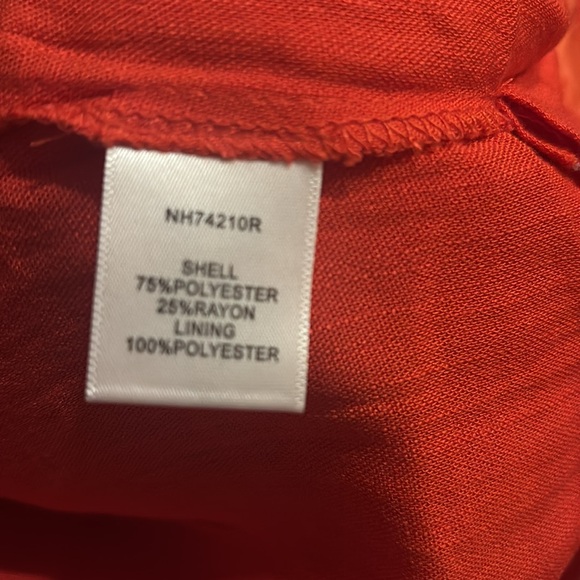 NH74210R
SHELL
75%POLYESTER
25%RAYON
LINING
100%POLYESTER